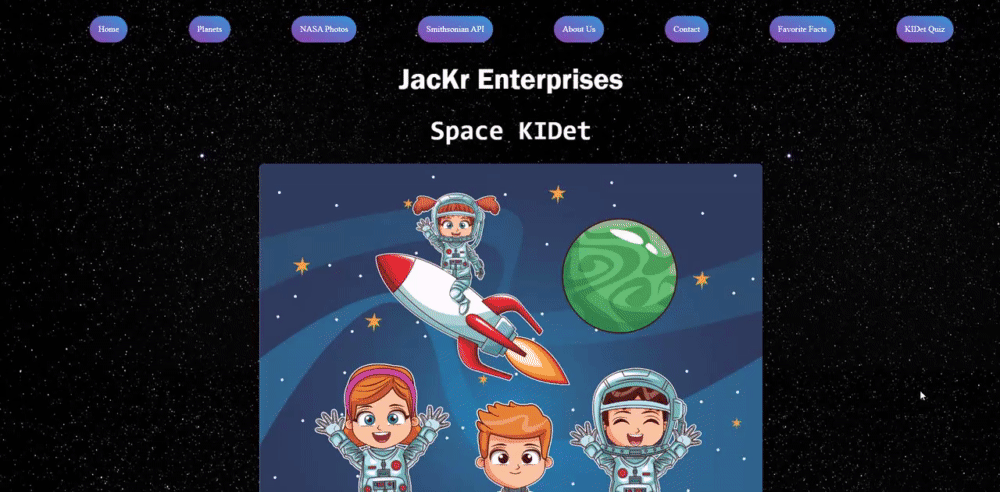 Home Planets NASA Photos Smithsonian API About Us Contact Favorite Facts KIDet Quiz
JacKr Enterprises
Space KIDet